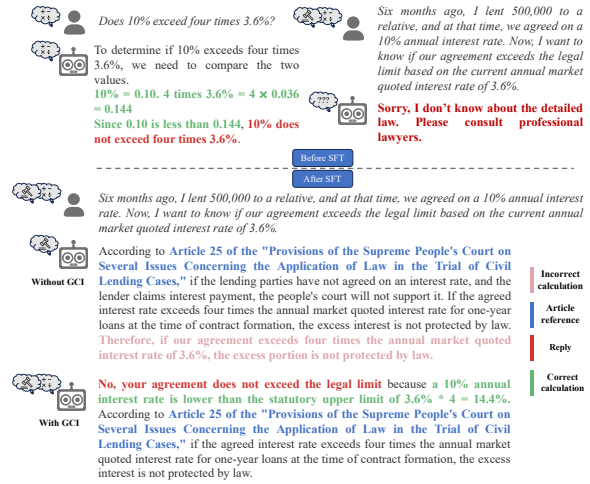 Does 10% exceed four times 3.6%?
To determine if 10% exceeds four times
3.6%, we need to compare the two
values.
10% = 0.10. 4 times 3.6% = 4 × 0.036
= 0.144
Since 0.10 is less than 0.144, 10% does
not exceed four times 3.6%.
Six months ago, I lent 500,000 to a
relative, and at that time, we agreed on a
10% annual interest rate. Now, I want to
know if our agreement exceeds the legal
limit based on the current annual market
quoted interest rate of 3.6%.
???
Sorry, I don't know about the detailed
law. Please consult professional
lawyers.
Before SFT
After SFT
Six months ago, I lent 500,000 to a relative, and at that time, we agreed on a 10% annual interest
rate. Now, I want to know if our agreement exceeds the legal limit based on the current annual
market quoted interest rate of 3.6%.
Without GCI
According to Article 25 of the "Provisions of the Supreme People's Court on
Several Issues Concerning the Application of Law in the Trial of Civil
Lending Cases," if the lending parties have not agreed on an interest rate, and the
lender claims interest payment, the people's court will not support it. If the agreed
interest rate exceeds four times the annual market quoted interest rate for one-year
loans at the time of contract formation, the excess interest is not protected by law.
Therefore, if our agreement exceeds four times the annual market quoted
interest rate of 3.6%, the excess portion is not protected by law.
With GCI
No, your agreement does not exceed the legal limit because a 10% annual
interest rate is lower than the statutory upper limit of 3.6% * 4 = 14.4%.
According to Article 25 of the "Provisions of the Supreme People's Court on
Several Issues Concerning the Application of Law in the Trial of Civil
Lending Cases," if the agreed interest rate exceeds four times the annual market
quoted interest rate for one-year loans at the time of contract formation, the excess
interest is not protected by law.
Incorrect
calculation
Article
reference
Reply
Correct
calculation